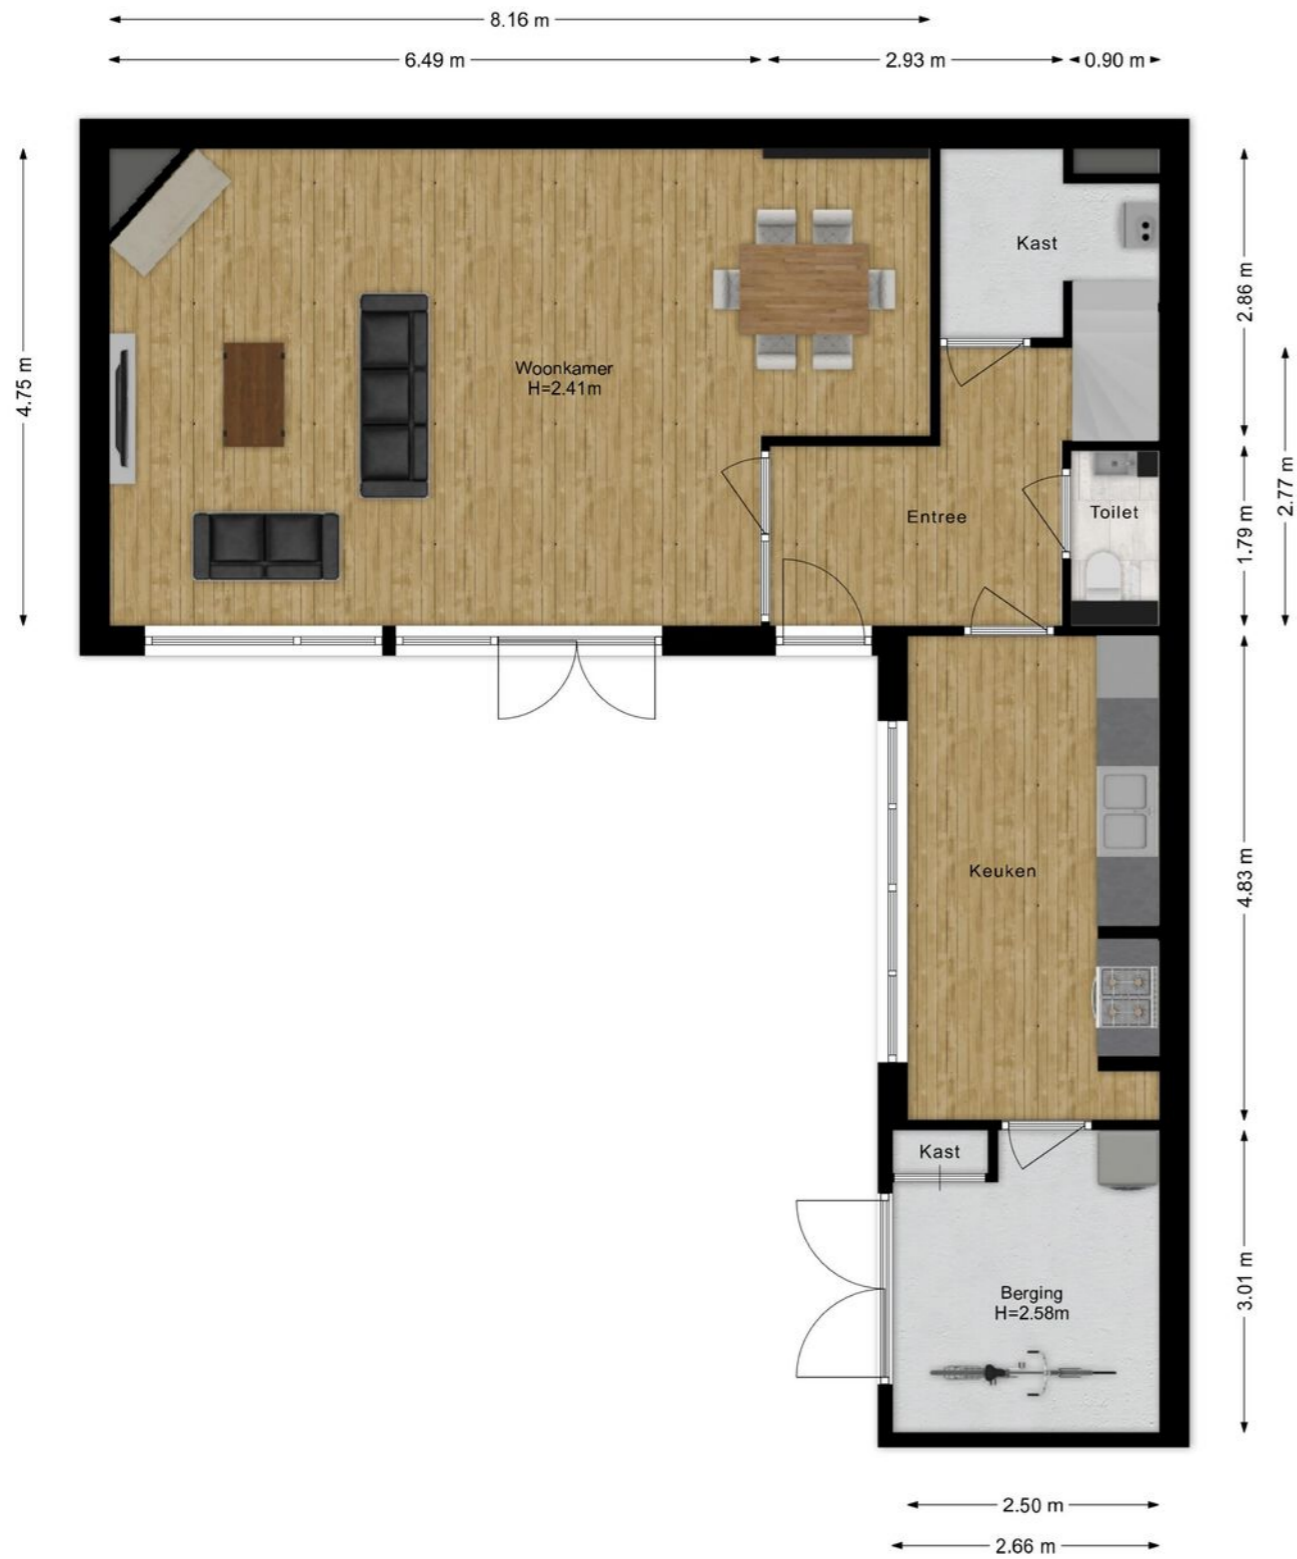 8.16 m
6.49 m
2.93 m
0.90 m
Kast
2.86 m
4.75 m
Woonkamer
H=2.41m
2.77 m
Entree
Toilet
1.79 m
Keuken
4.83 m
Kast
3.01 m
Berging
H=2.58m
2.50 m
2.66 m